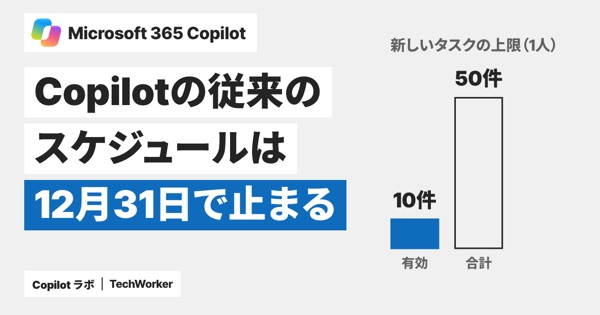 Microsoft 365 Copilot
Copilotの従来の
スケジュールは
12月31日で止まる
Copilot ラボ | TechWorker
新しいタスクの上限（1人）
50件
10件
有効
合計